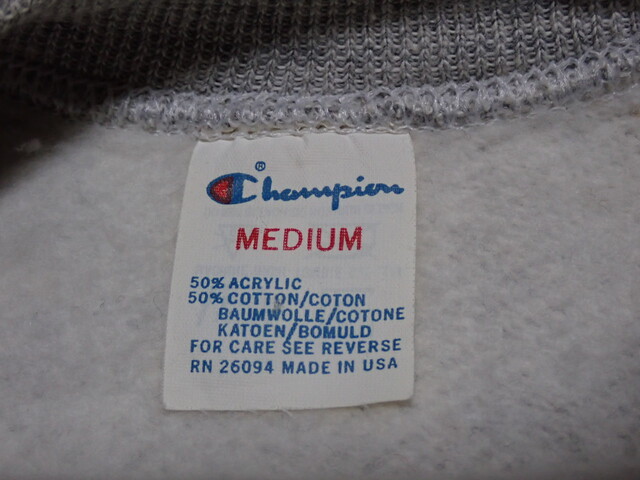 Champion®
MEDIUM
50% ACRYLIC
50% COTTON/COTON
BAUMWOLLE/COTONE
KATOEN/BOMULD
FOR CARE SEE REVERSE
RN 26094 MADE IN USA